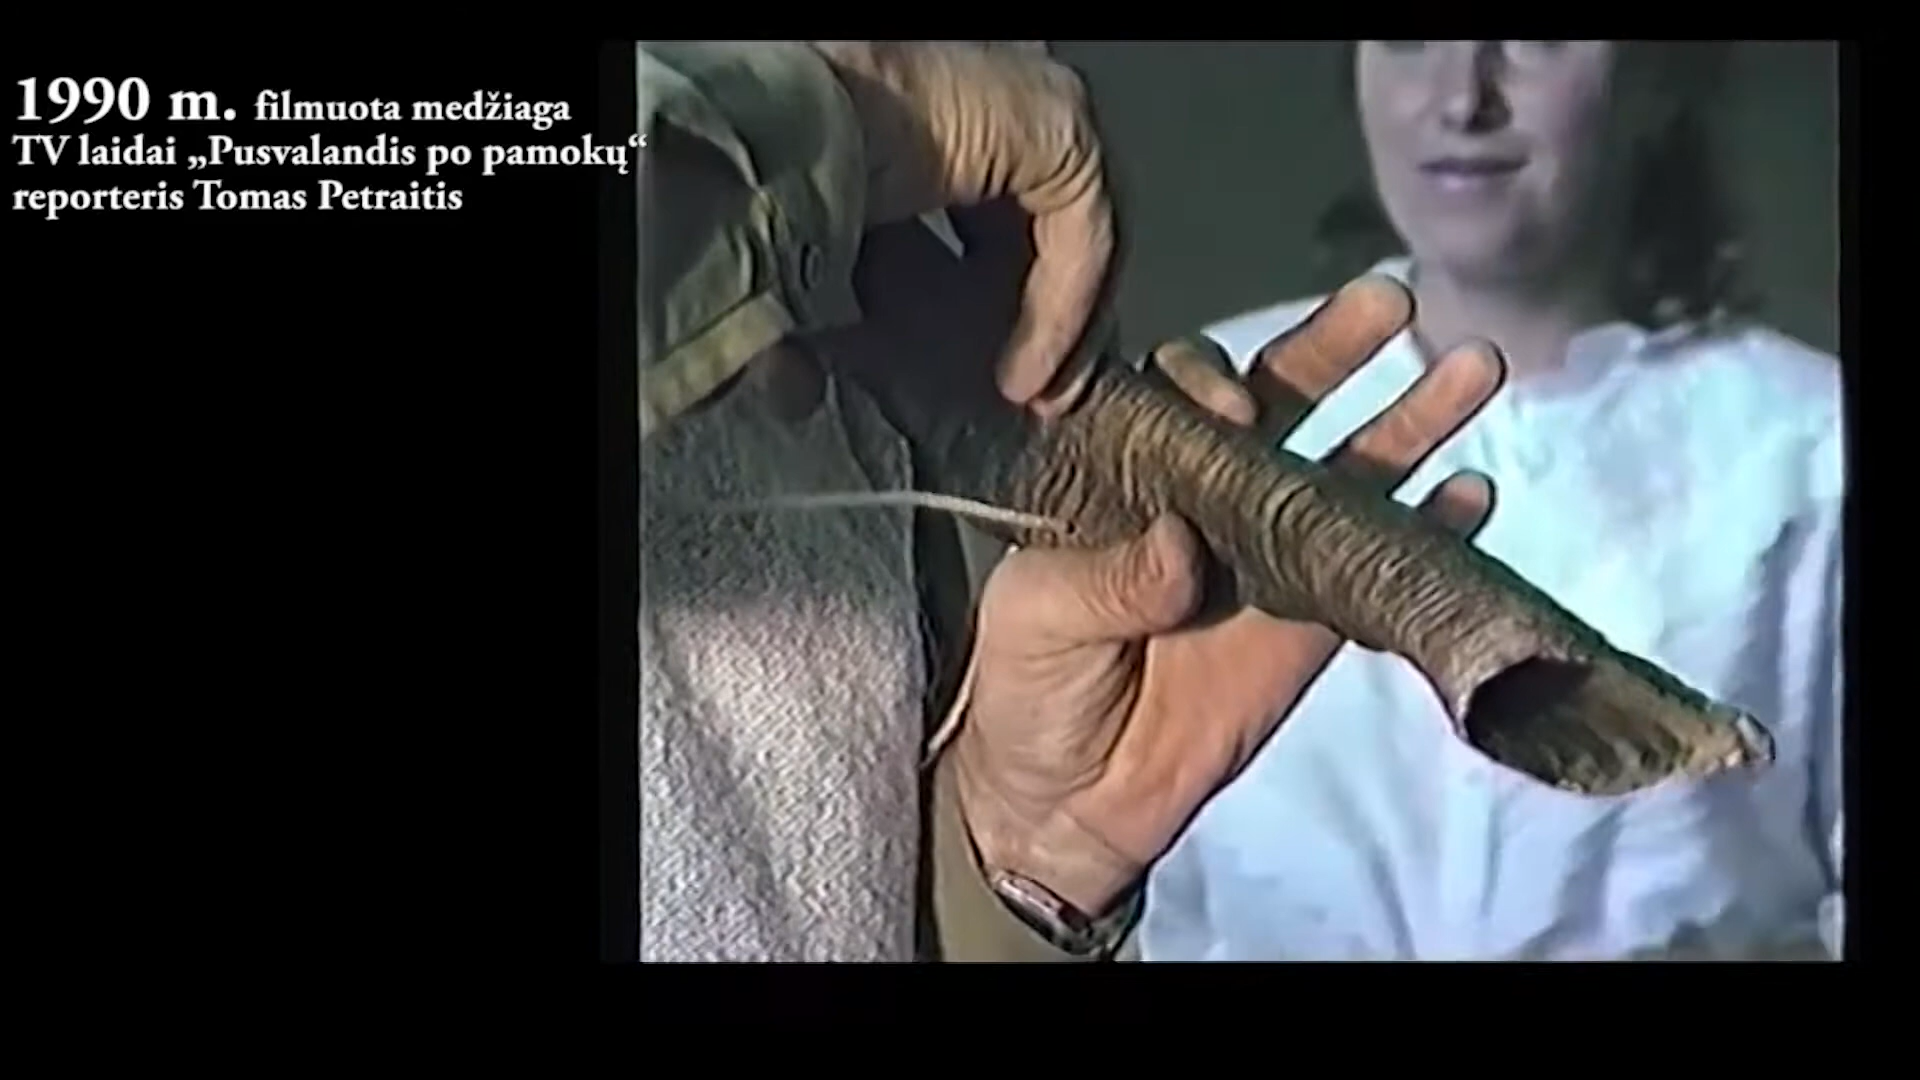 1990 m. filmuota medžiaga
TV laidai „Pusvalandis po pamokų“
reporteris Tomas Petraitis